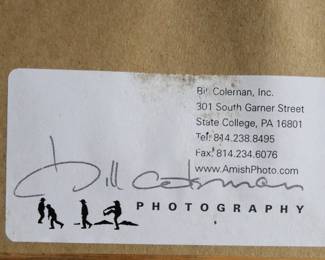 Bill Coleman, Inc.
301 South Garner Street
State College, PA 16801
Tel: 814.238.8495
Fax: 814.234.6076
www.AmishPhoto.com
bill coleman
PHOTOGRAPHY